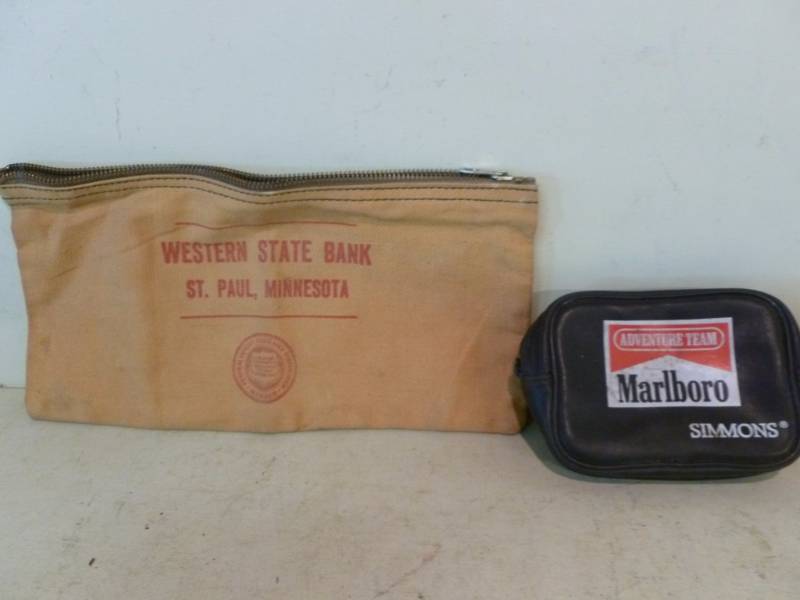 WESTERN STATE BANK
ST. PAUL, MINNESOTA
ADVENTURE TEAM
Marlboro
SIMMONS®